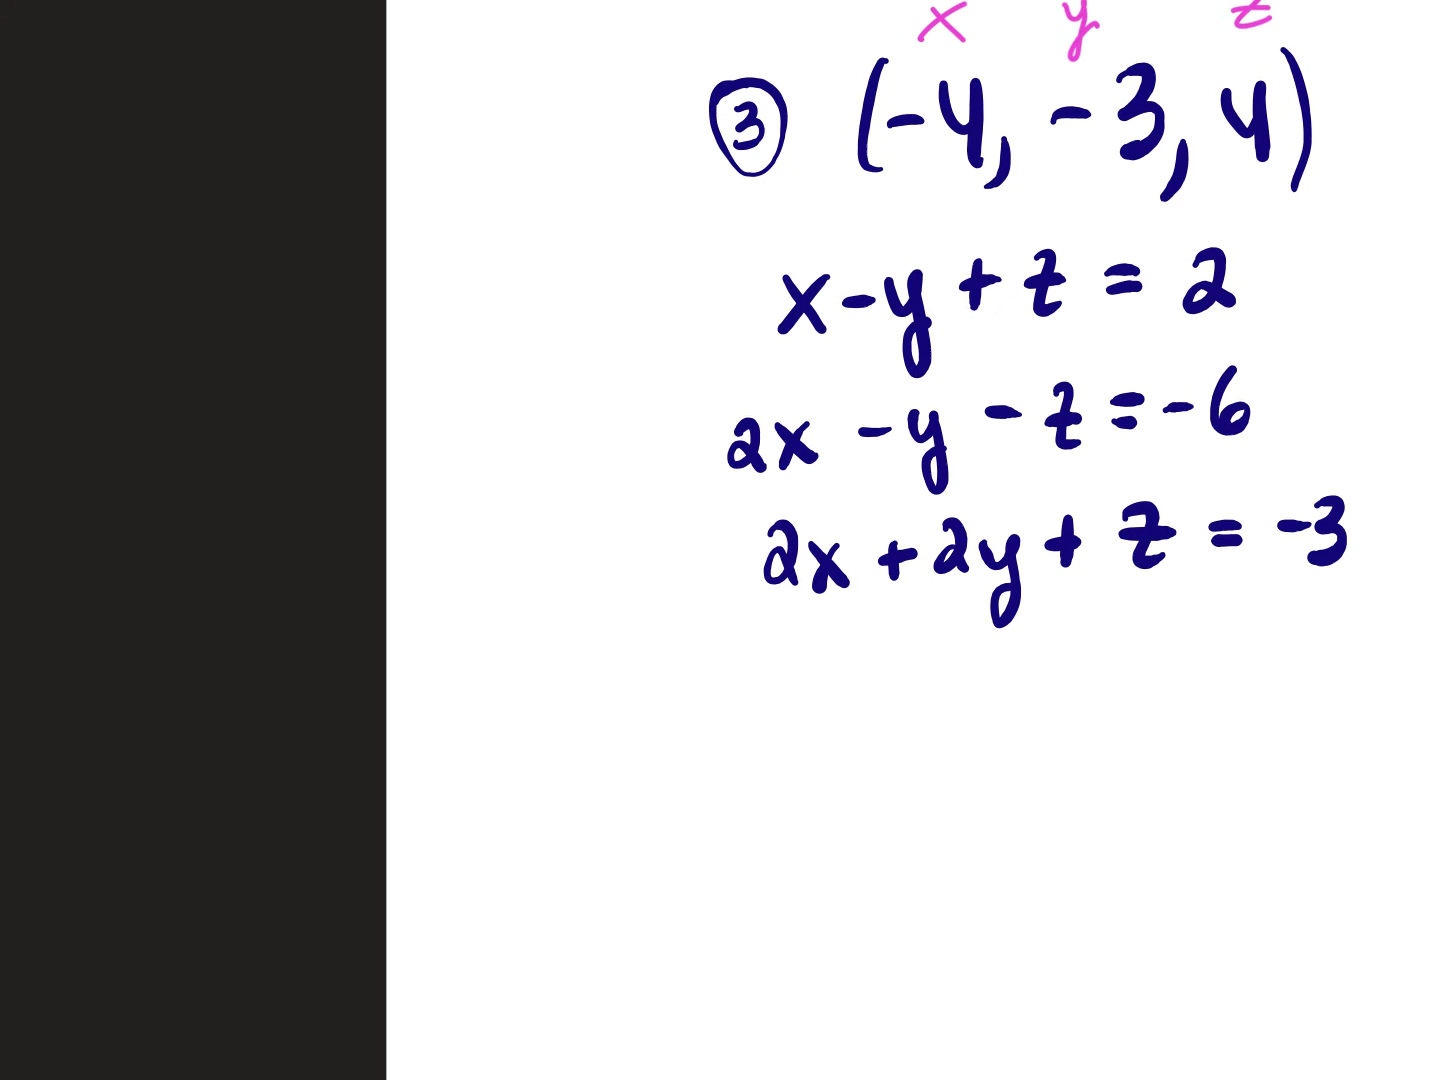 x y z
③ (-4, -3, 4)
x - y + z = 2
2x - y - z = -6
2x + 2y + z = -3